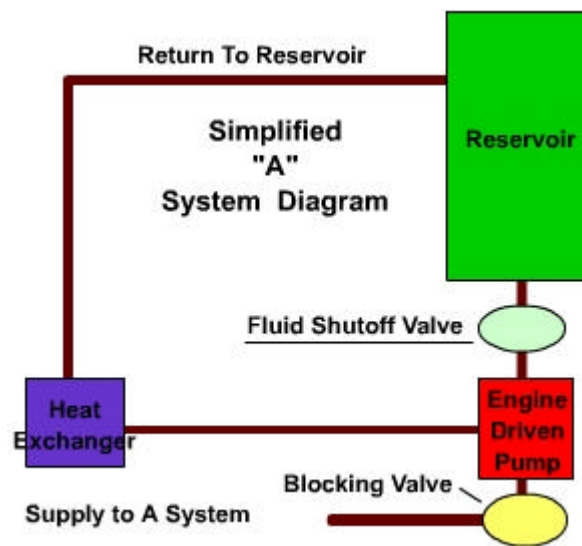 Return To Reservoir
Simplified
"A"
System Diagram
Reservoir
Fluid Shutoff Valve
Heat
Exchanger
Engine
Driven
Pump
Blocking Valve
Supply to A System